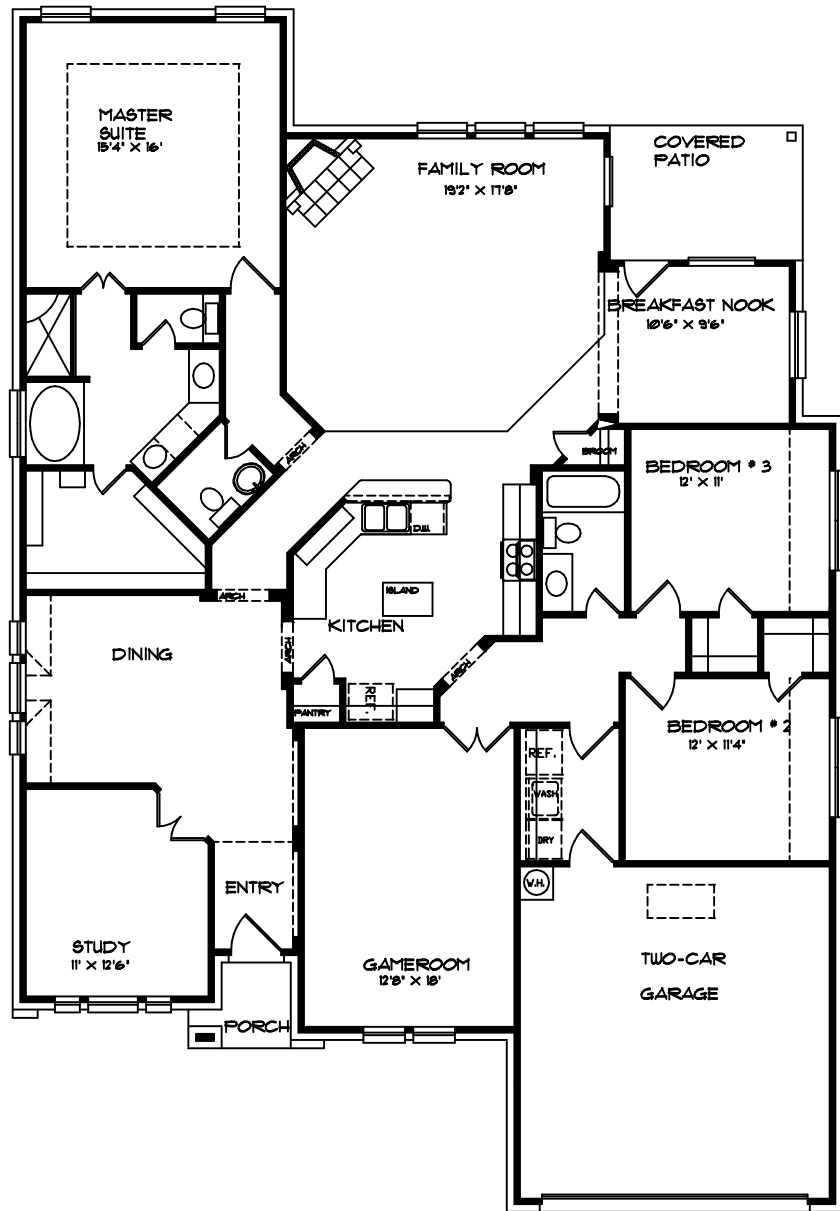 MASTER
SUITE
15'4" X 16'
FAMILY ROOM
19'2" X 17'8"
COVERED
PATIO
BREAKFAST NOOK
10'6" X 9'6"
ARCH
BROOM
BEDROOM # 3
12' X 11'
D.W.
ISLAND
ARCH
KITCHEN
ARCH
DINING
ARCH
PANTRY
REF.
BEDROOM # 2
12' X 11'4"
REF.
WASH
DRY
ENTRY
W.H.
STUDY
11' X 12'6"
GAMEROOM
12'8" X 18'
TWO-CAR
GARAGE
PORCH